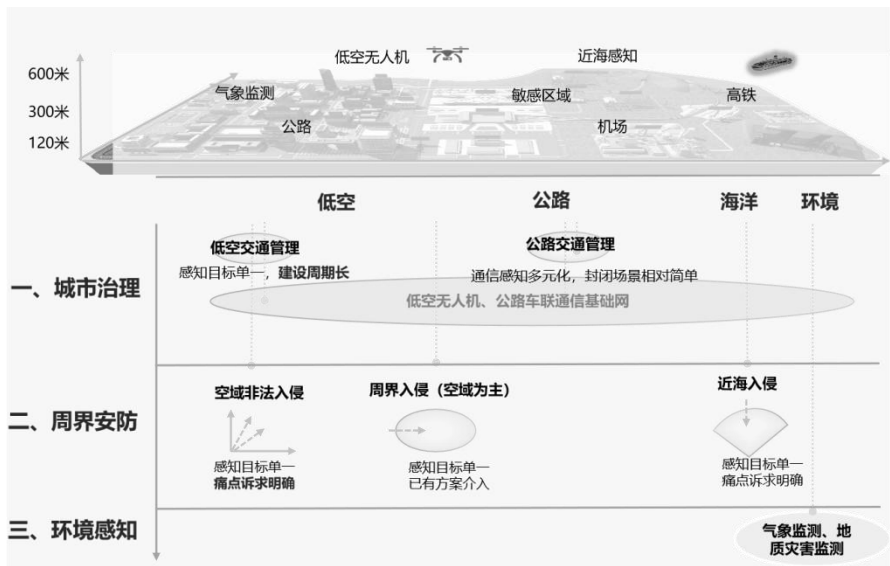 低空无人机
近海感知
600米
气象监测
敏感区域
高铁
300米
公路
机场
120米
低空
公路
海洋
环境
低空交通管理
公路交通管理
感知目标单一，建设周期长
通信感知多元化，封闭场景相对简单
一、城市治理
低空无人机、公路车联通信基础网
空域非法入侵
周界入侵（空域为主）
近海入侵
二、周界安防
感知目标单一
痛点诉求明确
感知目标单一
已有方案介入
感知目标单一
痛点诉求明确
三、环境感知
气象监测、地
质灾害监测